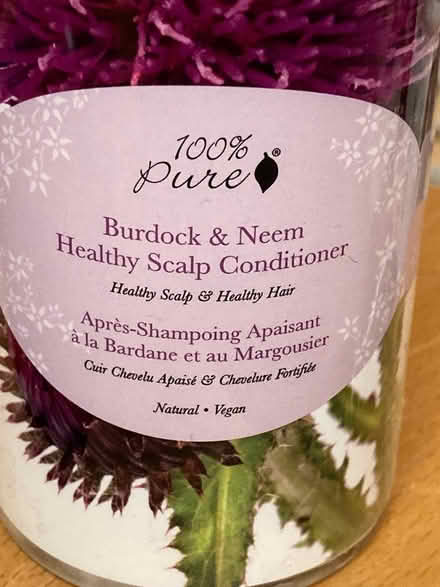 100%
Pure®
Burdock & Neem
Healthy Scalp Conditioner
Healthy Scalp & Healthy Hair
Après-Shampoing Apaisant
à la Bardane et au Margousier
Cuir Chevelu Apaisé & Chevelure Fortifiée
Natural • Vegan